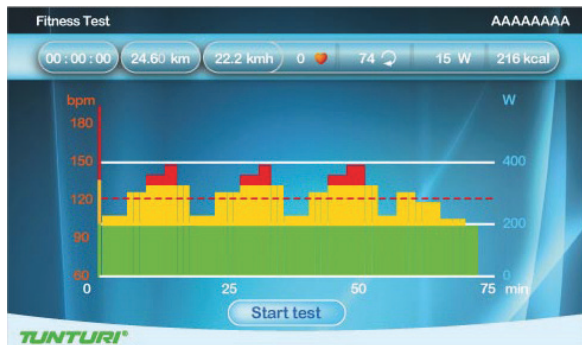 Fitness Test AAAAAAAA
00 : 00 : 00 24.60 km 22.2 kmh 0 74 15 W 216 kcal
bpm W
180
150 400
120
90 200
60 0
0 25 50 75 min
Start test
TUNTURI®